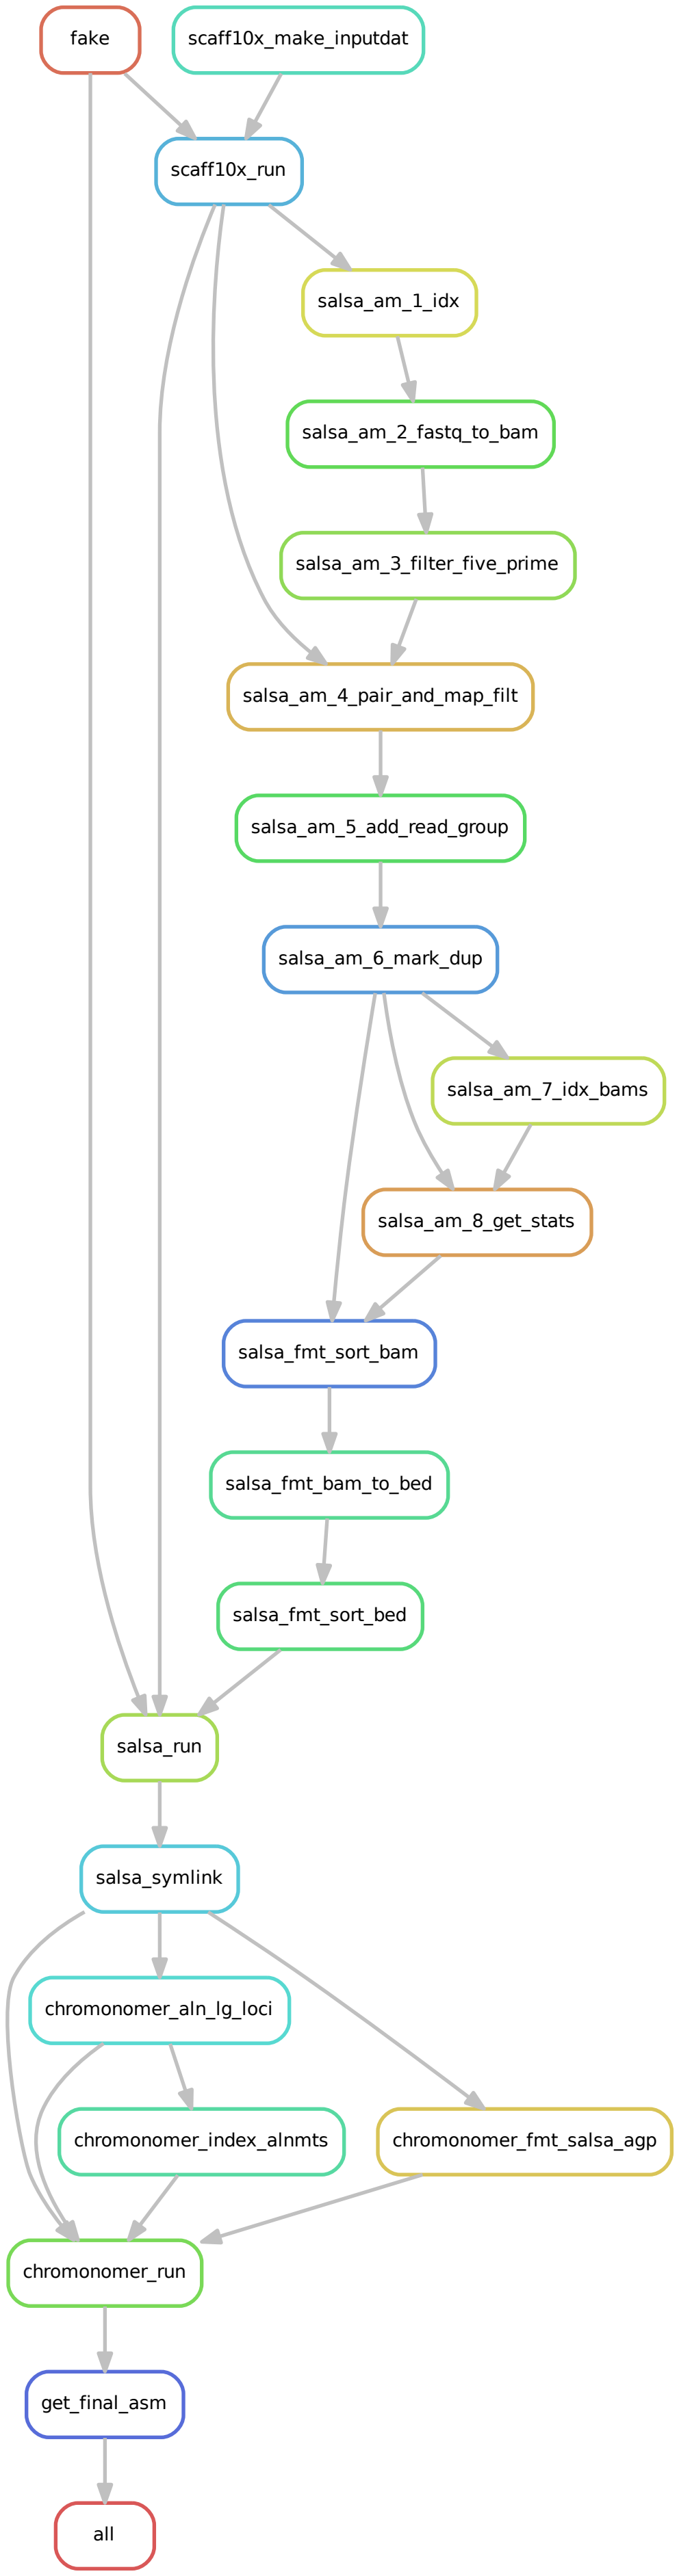 fake
scaff10x_make_inputdat
scaff10x_run
salsa_am_1_idx
salsa_am_2_fastq_to_bam
salsa_am_3_filter_five_prime
salsa_am_4_pair_and_map_filt
salsa_am_5_add_read_group
salsa_am_6_mark_dup
salsa_am_7_idx_bams
salsa_am_8_get_stats
salsa_fmt_sort_bam
salsa_fmt_bam_to_bed
salsa_fmt_sort_bed
salsa_run
salsa_symlink
chromonomer_aln_lg_loci
chromonomer_index_alnmts
chromonomer_fmt_salsa_agp
chromonomer_run
get_final_asm
all